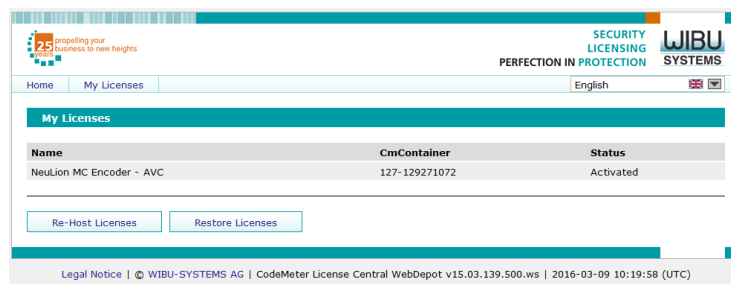 25 years
propelling your
business to new heights
SECURITY
LICENSING
PERFECTION IN PROTECTION
WIBU
SYSTEMS
Home My Licenses English
My Licenses
Name CmContainer Status
NeuLion MC Encoder - AVC 127-129271072 Activated
Re-Host Licenses Restore Licenses
Legal Notice | © WIBU-SYSTEMS AG | CodeMeter License Central WebDepot v15.03.139.500.ws | 2016-03-09 10:19:58 (UTC)